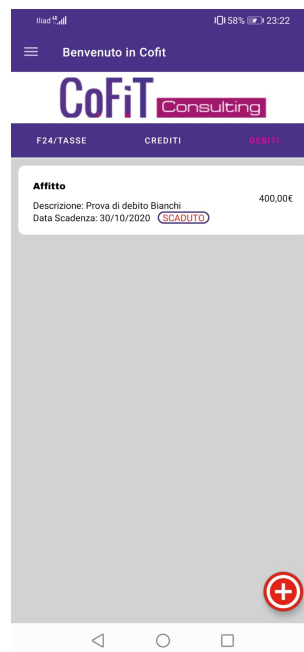 Iliad 58% 23:22
Benvenuto in Cofit
CoFiT Consulting
F24/TASSE CREDITI DEBITI
Affitto
400,00€
Descrizione: Prova di debito Bianchi
Data Scadenza: 30/10/2020 SCADUTO